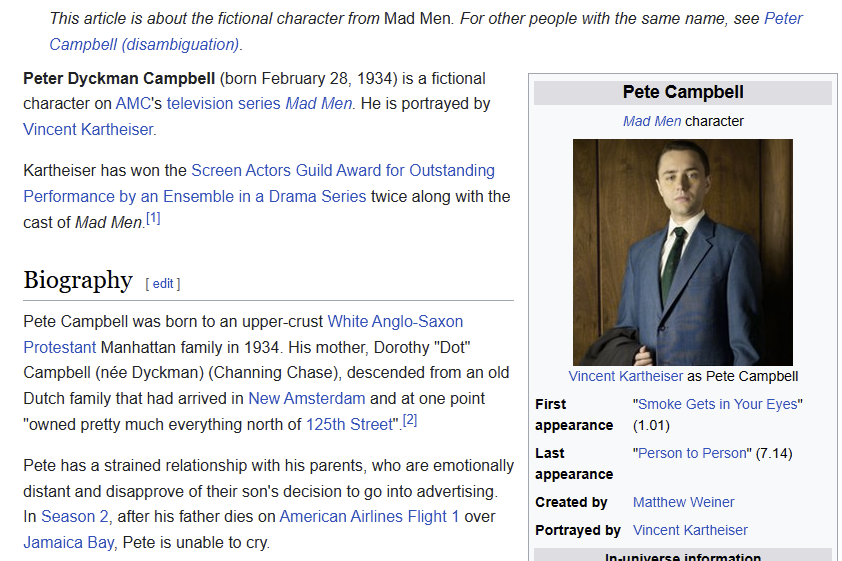 This article is about the fictional character from Mad Men. For other people with the same name, see Peter
Campbell (disambiguation).
Peter Dyckman Campbell (born February 28, 1934) is a fictional
character on AMC's television series Mad Men. He is portrayed by
Vincent Kartheiser.
Kartheiser has won the Screen Actors Guild Award for Outstanding
Performance by an Ensemble in a Drama Series twice along with the
cast of Mad Men.[1]
Biography [ edit ]
Pete Campbell was born to an upper-crust White Anglo-Saxon
Protestant Manhattan family in 1934. His mother, Dorothy "Dot"
Campbell (née Dyckman) (Channing Chase), descended from an old
Dutch family that had arrived in New Amsterdam and at one point
"owned pretty much everything north of 125th Street".[2]
Pete has a strained relationship with his parents, who are emotionally
distant and disapprove of their son's decision to go into advertising.
In Season 2, after his father dies on American Airlines Flight 1 over
Jamaica Bay, Pete is unable to cry.
Pete Campbell
Mad Men character
Vincent Kartheiser as Pete Campbell
First appearance "Smoke Gets in Your Eyes" (1.01)
Last appearance "Person to Person" (7.14)
Created by Matthew Weiner
Portrayed by Vincent Kartheiser
In-universe information